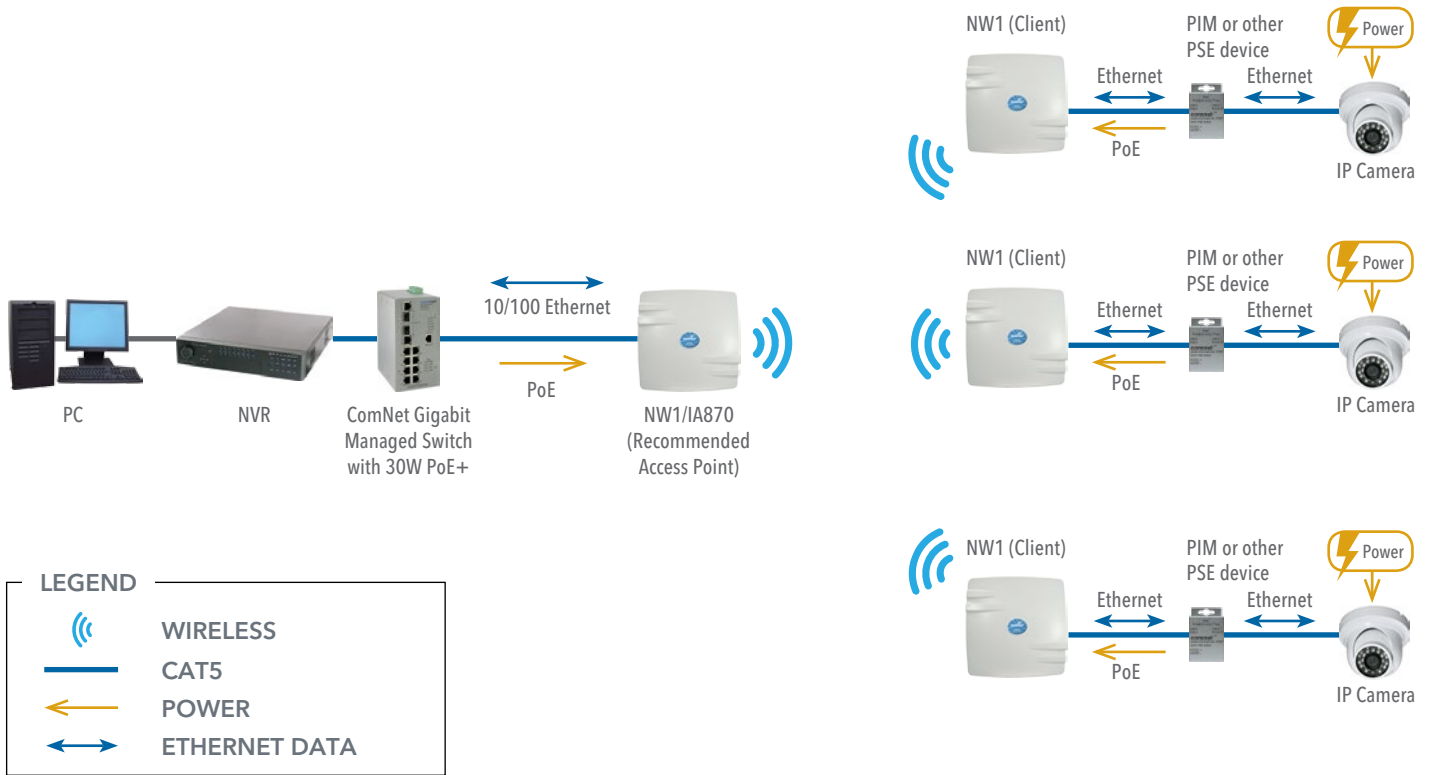 NW1 (Client)
PIM or other
PSE device
Power
Ethernet
Ethernet
PoE
IP Camera
NW1 (Client)
PIM or other
PSE device
Power
Ethernet
Ethernet
PoE
IP Camera
10/100 Ethernet
PoE
PC
NVR
ComNet Gigabit
Managed Switch
with 30W PoE+
NW1/IA870
(Recommended
Access Point)
NW1 (Client)
PIM or other
PSE device
Power
Ethernet
Ethernet
PoE
IP Camera
LEGEND
WIRELESS
CAT5
POWER
ETHERNET DATA